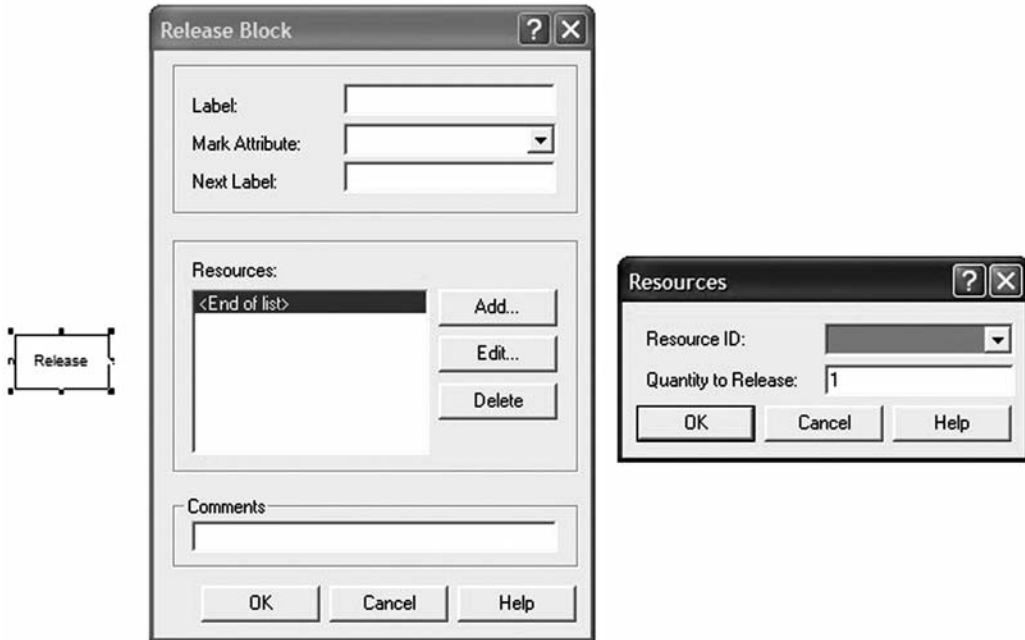 Release
Release Block
Label:
Mark Attribute:
Next Label:
Resources:
<End of list>
Add...
Edit...
Delete
Comments
OK Cancel Help
Resources
Resource ID:
Quantity to Release: 1
OK Cancel Help